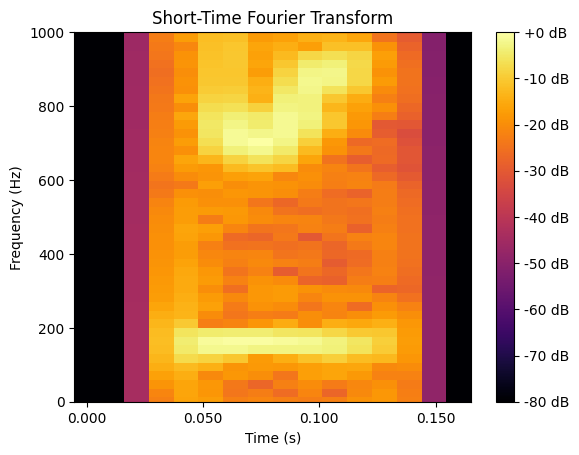 Short-Time Fourier Transform
Frequency (Hz)
1000
800
600
400
200
0
0.000
0.050
0.100
0.150
Time (s)
+0 dB
-10 dB
-20 dB
-30 dB
-40 dB
-50 dB
-60 dB
-70 dB
-80 dB